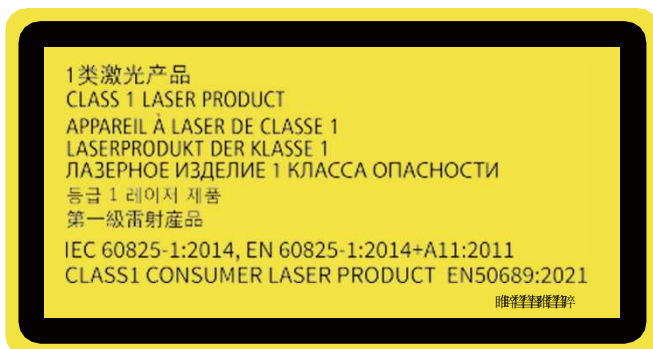 1类激光产品
CLASS 1 LASER PRODUCT
APPAREIL À LASER DE CLASSE 1
LASERPRODUKT DER KLASSE 1
ЛАЗЕРНОЕ ИЗДЕЛИЕ 1 КЛАССА ОПАСНОСТИ
등급 1 레이저 제품
第一級雷射產品
IEC 60825-1:2014, EN 60825-1:2014+A11:2011
CLASS1 CONSUMER LASER PRODUCT EN50689:2021